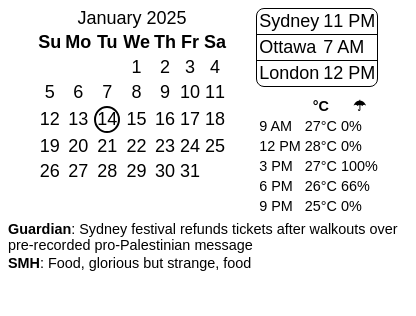 January 2025
Su Mo Tu We Th Fr Sa
1 2 3 4
5 6 7 8 9 10 11
12 13 14 15 16 17 18
19 20 21 22 23 24 25
26 27 28 29 30 31
Sydney 11 PM
Ottawa 7 AM
London 12 PM
°C ☂
9 AM 27°C 0%
12 PM 28°C 0%
3 PM 27°C 100%
6 PM 26°C 66%
9 PM 25°C 0%
Guardian: Sydney festival refunds tickets after walkouts over
pre-recorded pro-Palestinian message
SMH: Food, glorious but strange, food